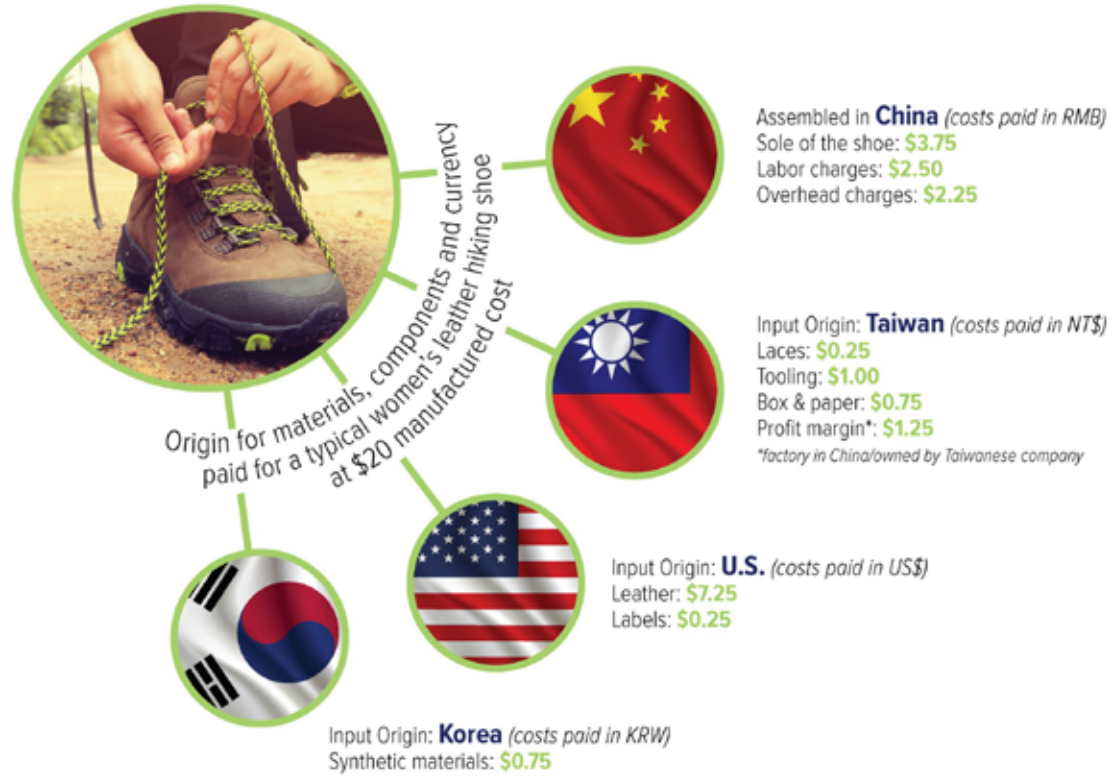 Origin for materials, components and currency
paid for a typical women's leather hiking shoe
at $20 manufactured cost
Assembled in China (costs paid in RMB)
Sole of the shoe: $3.75
Labor charges: $2.50
Overhead charges: $2.25
Input Origin: Taiwan (costs paid in NT$)
Laces: $0.25
Tooling: $1.00
Box & paper: $0.75
Profit margin*: $1.25
*factory in China/owned by Taiwanese company
Input Origin: U.S. (costs paid in US$)
Leather: $7.25
Labels: $0.25
Input Origin: Korea (costs paid in KRW)
Synthetic materials: $0.75